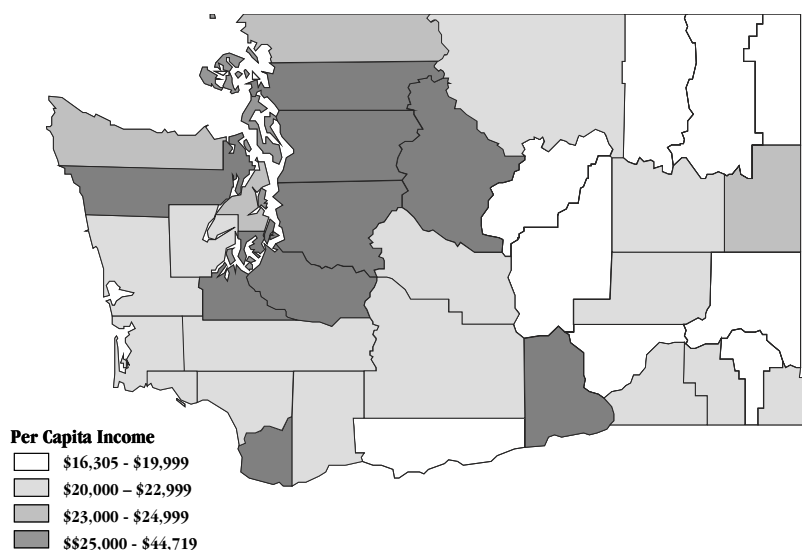 Per Capita Income
$16,305 - $19,999
$20,000 – $22,999
$23,000 - $24,999
$$25,000 - $44,719